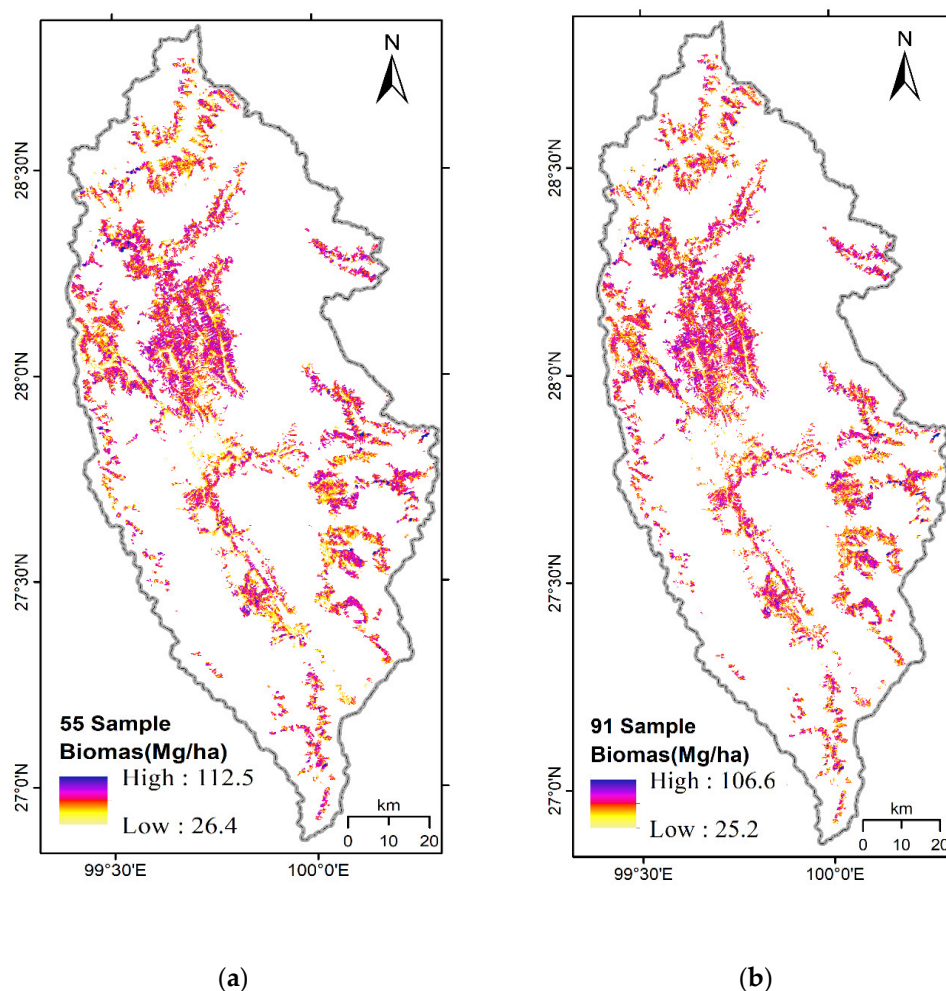 N
28°30'N
28°0'N
27°30'N
27°0'N
55 Sample
Biomas(Mg/ha)
High : 112.5
Low : 26.4
km
0 10 20
99°30'E
100°0'E
(a)
N
28°30'N
28°0'N
27°30'N
27°0'N
91 Sample
Biomas(Mg/ha)
High : 106.6
Low : 25.2
km
0 10 20
99°30'E
100°0'E
(b)